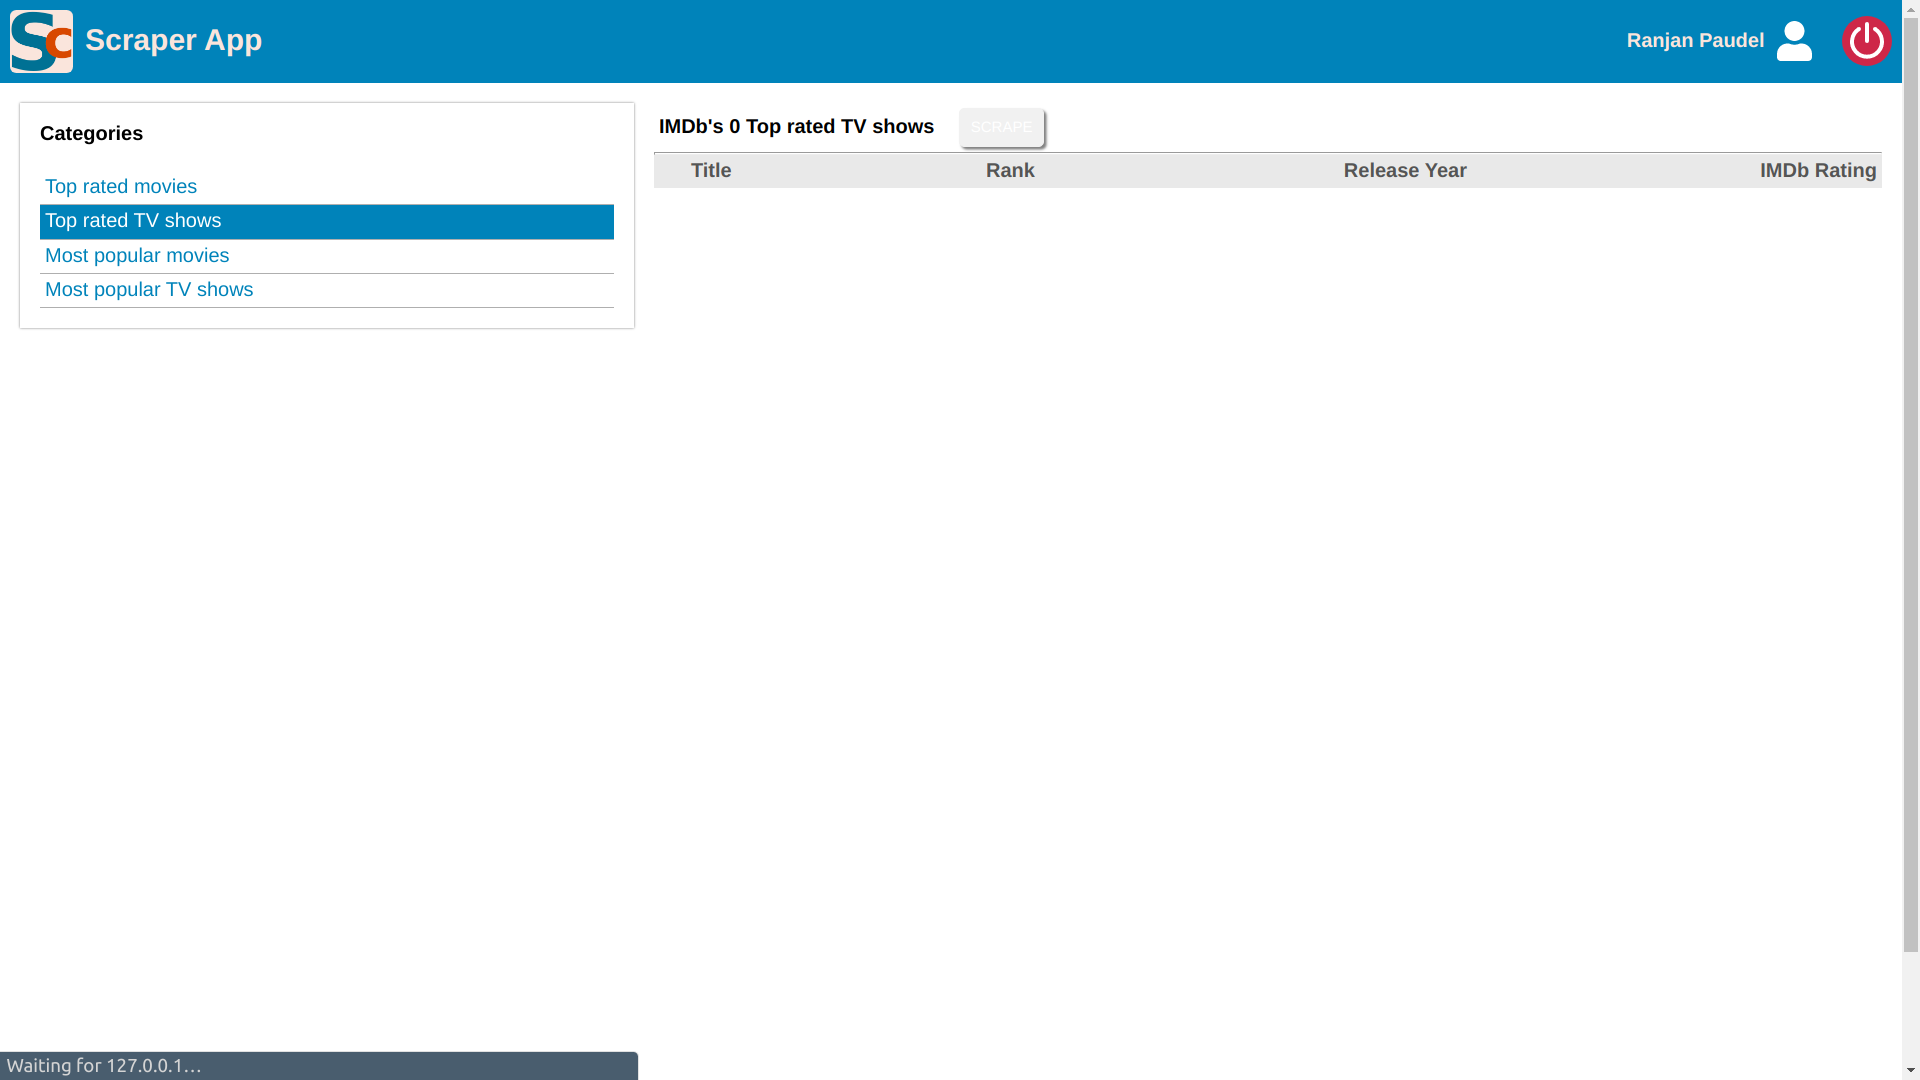 Sc Scraper App
Ranjan Paudel
Categories
Top rated movies
Top rated TV shows
Most popular movies
Most popular TV shows
IMDb's 0 Top rated TV shows
SCRAPE
Title Rank Release Year IMDb Rating
Waiting for 127.0.0.1...